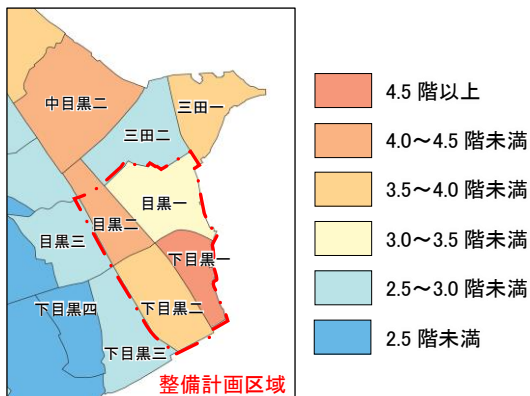 中目黒二
三田一
三田二
目黒一
目黒二
目黒三
下目黒一
下目黒二
下目黒四
下目黒三
整備計画区域
4.5 階以上
4.0～4.5 階未満
3.5～4.0 階未満
3.0～3.5 階未満
2.5～3.0 階未満
2.5 階未満